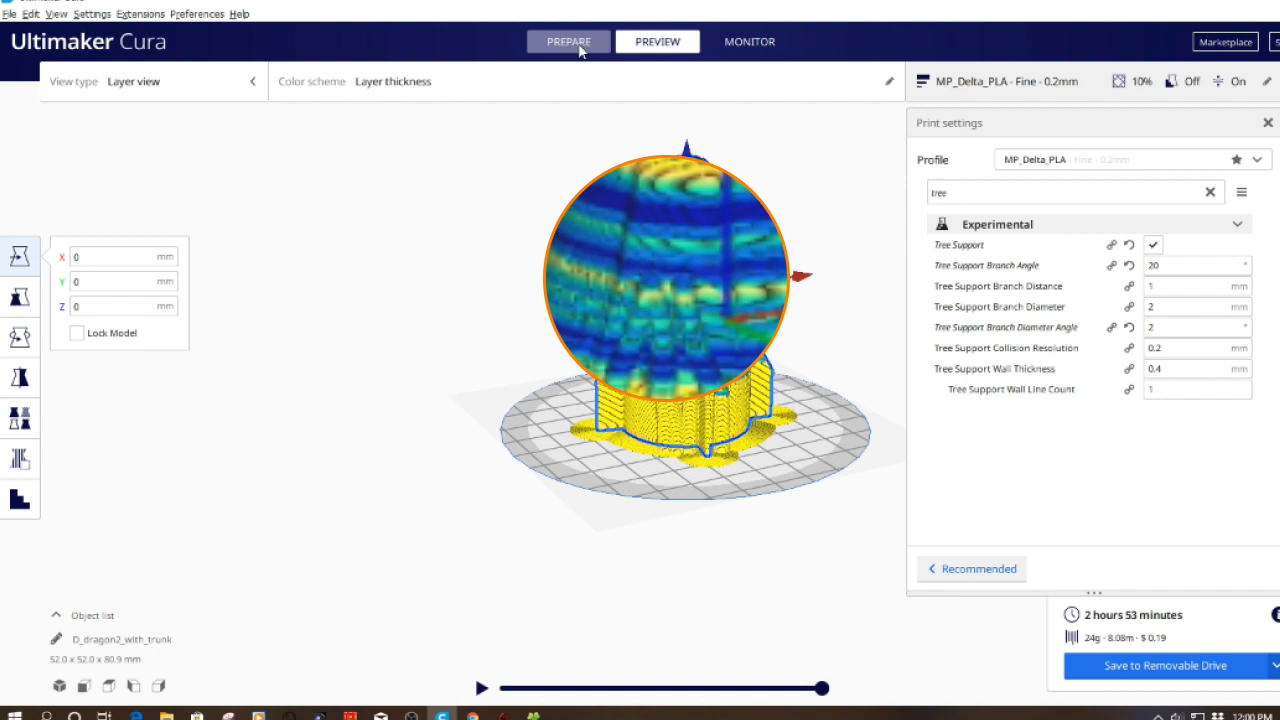 Ultimaker Cura
File Edit View Settings Extensions Preferences Help
Ultimaker Cura
PREPARE
PREVIEW
MONITOR
Marketplace
View type Layer view
Color scheme Layer thickness
MP_Delta_PLA - Fine - 0.2mm
10%
Off
On
Print settings
Profile
MP_Delta_PLA - Fine - 0.2mm
tree
Experimental
Tree Support
Tree Support Branch Angle 20 °
Tree Support Branch Distance 1 mm
Tree Support Branch Diameter 2 mm
Tree Support Branch Diameter Angle 2 °
Tree Support Collision Resolution 0.2 mm
Tree Support Wall Thickness 0.4 mm
Tree Support Wall Line Count 1
X 0 mm
Y 0 mm
Z 0 mm
Lock Model
Recommended
Object list
D_dragon2_with_trunk
52.0 x 52.0 x 80.9 mm
2 hours 53 minutes
24g · 8.08m · $ 0.19
Save to Removable Drive
12:00 PM